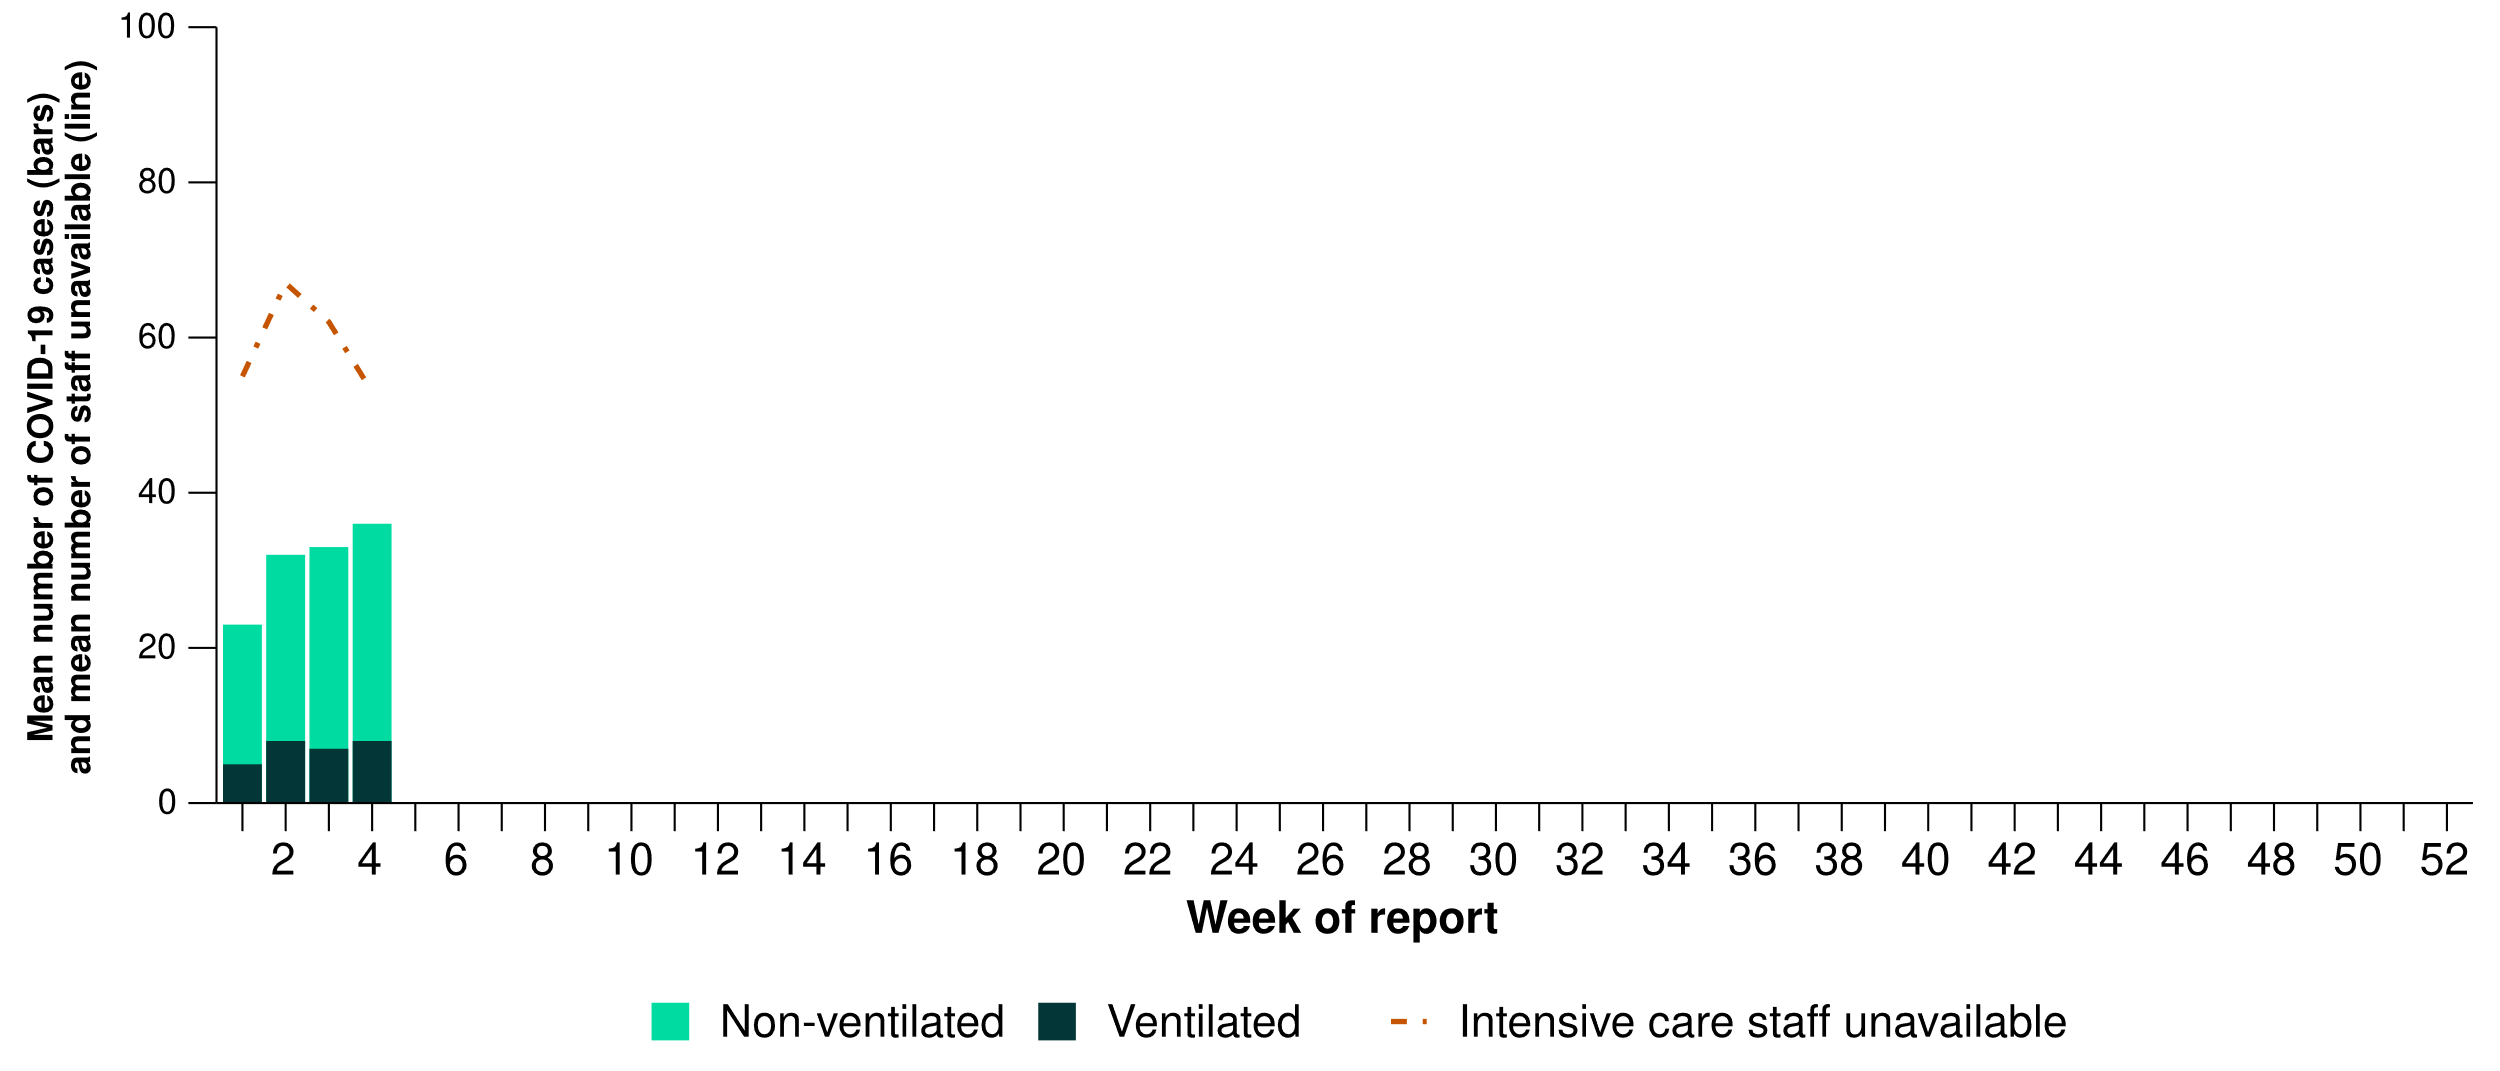 Mean number of COVID-19 cases (bars)
and mean number of staff unavailable (line)
100
80
60
40
20
0
2 4 6 8 10 12 14 16 18 20 22 24 26 28 30 32 34 36 38 40 42 44 46 48 50 52
Week of report
Non-ventilated Ventilated Intensive care staff unavailable